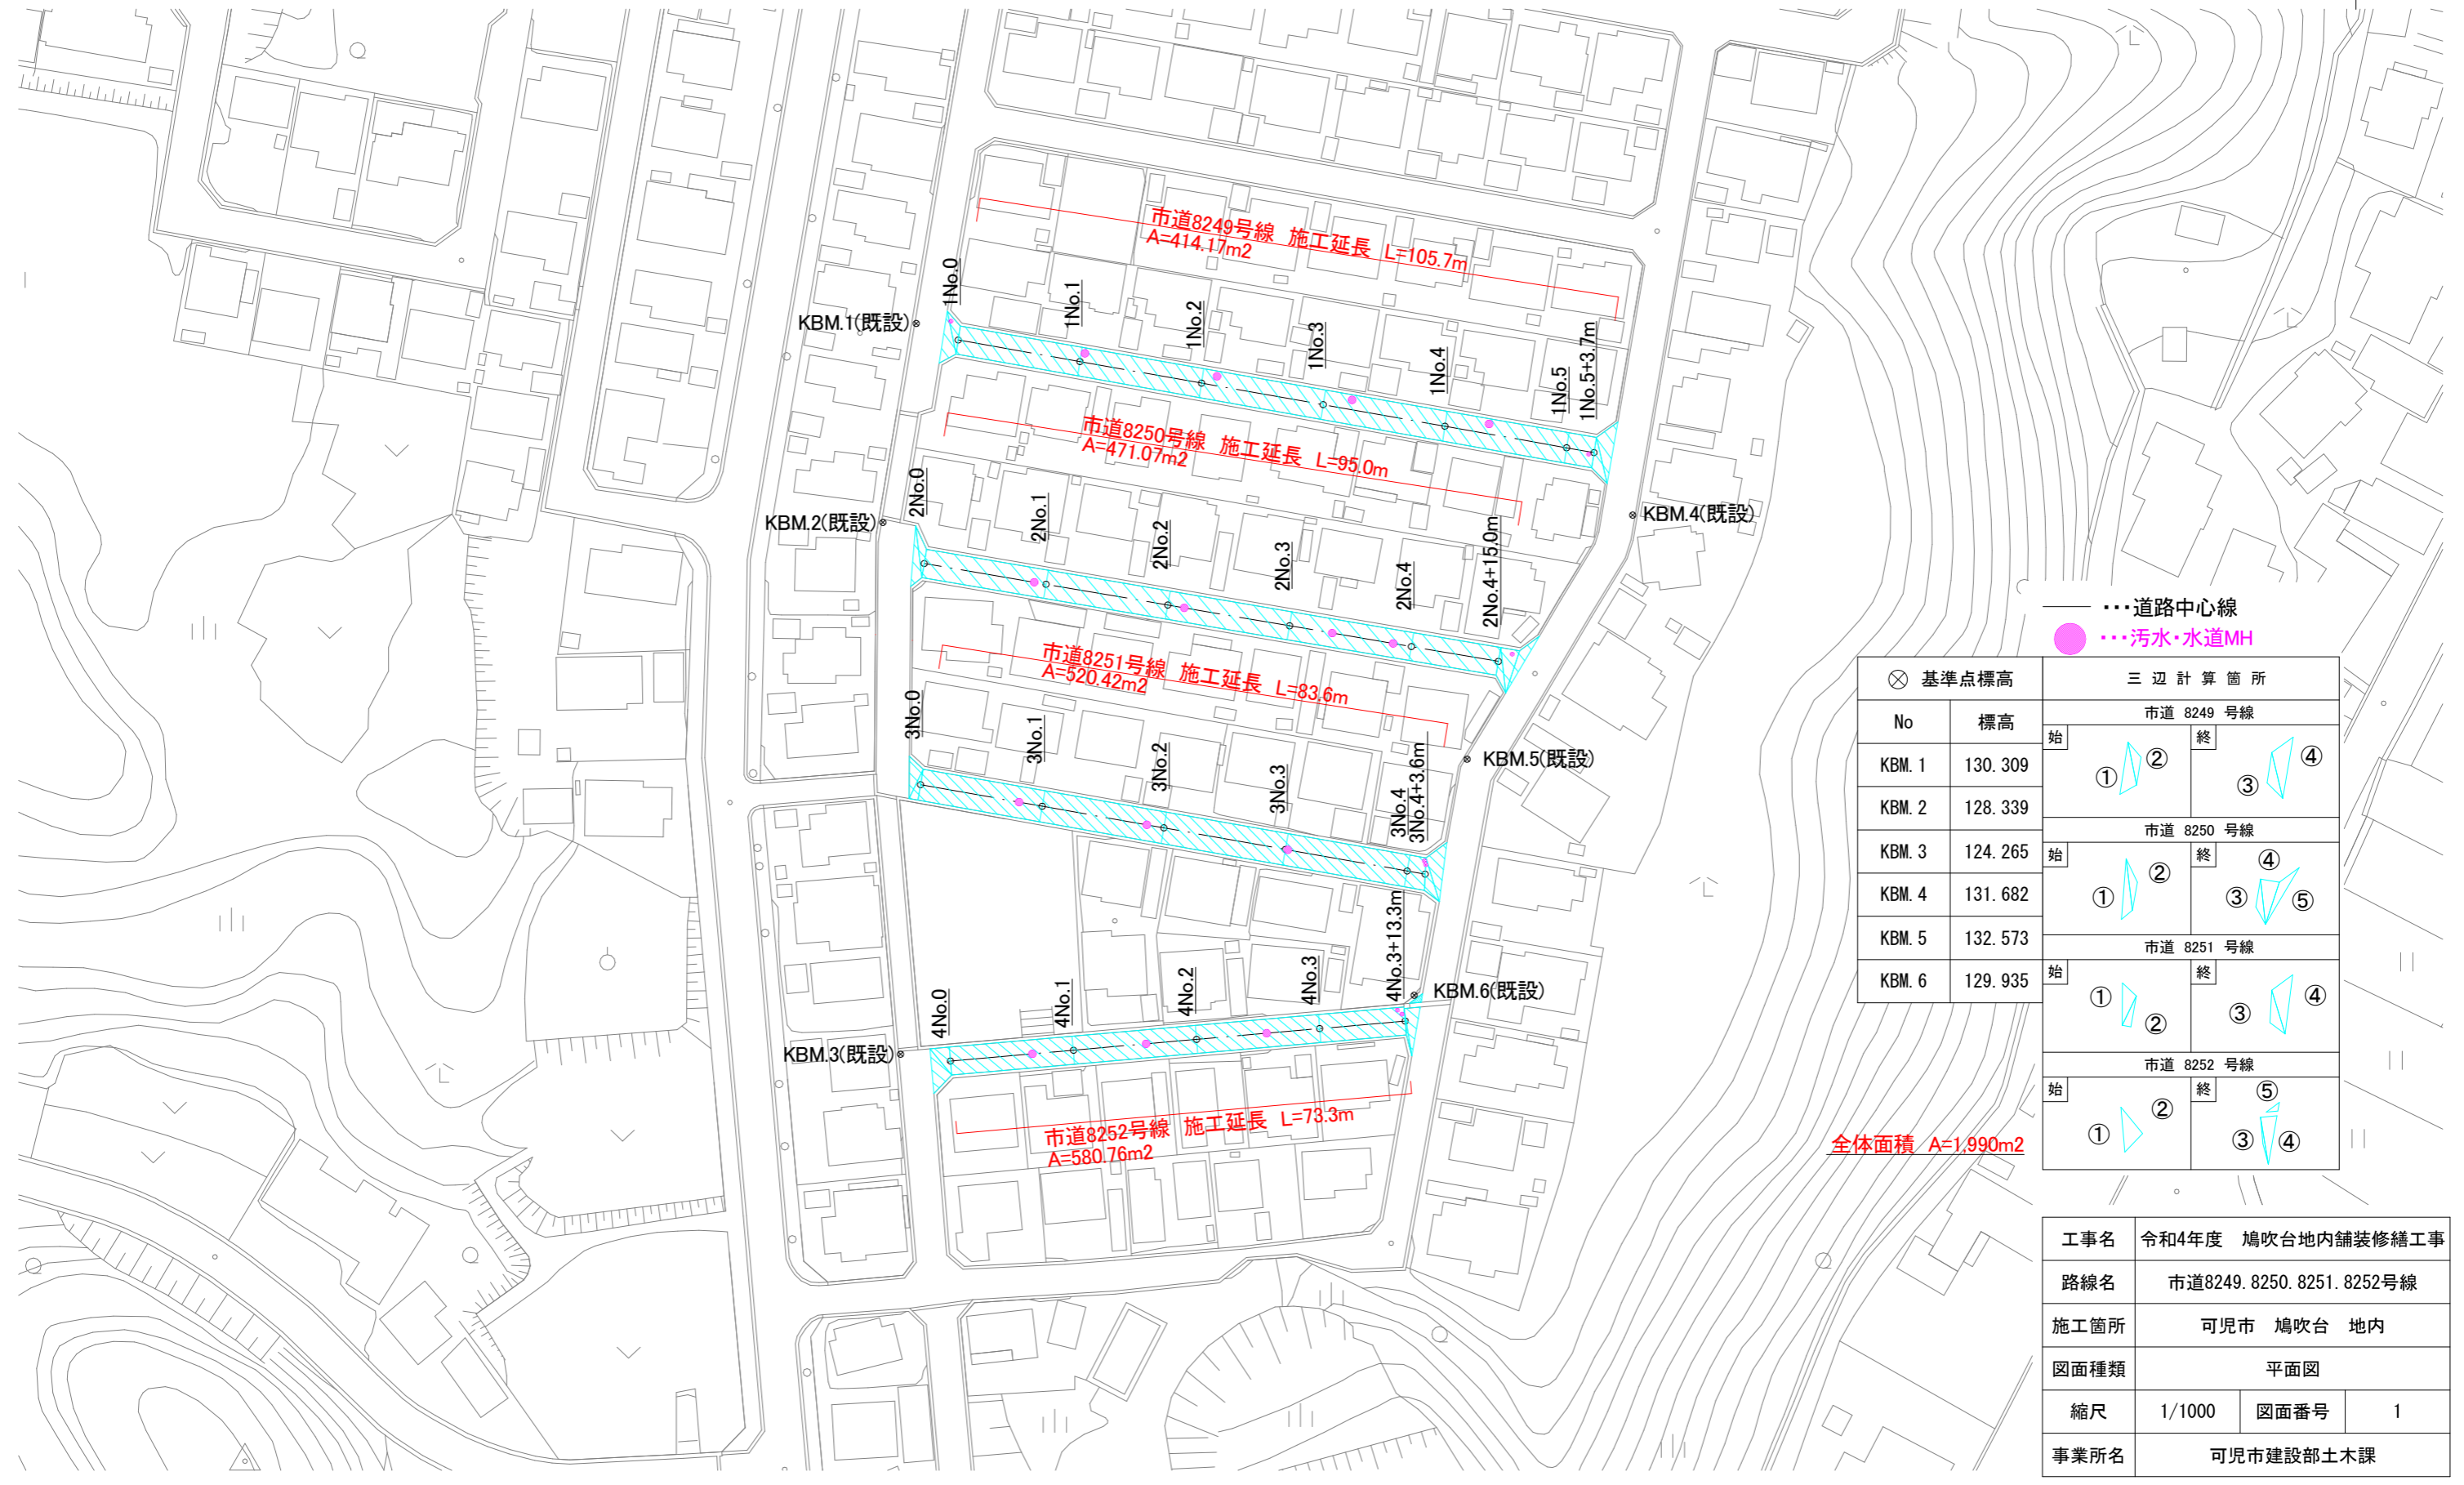 市道8249号線 施工延長 L=105.7m
A=414.17m2
1No.0
1No.1
1No.2
1No.3
1No.4
1No.5
1No.5+3.7m
KBM.1(既設)
市道8250号線 施工延長 L=95.0m
A=471.07m2
2No.0
2No.1
2No.2
2No.3
2No.4
2No.4+15.0m
KBM.2(既設)
KBM.4(既設)
市道8251号線 施工延長 L=83.6m
A=520.42m2
3No.0
3No.1
3No.2
3No.3
3No.4
3No.4+3.6m
KBM.5(既設)
4No.0
4No.1
4No.2
4No.3
4No.3+13.3m
KBM.6(既設)
KBM.3(既設)
市道8252号線 施工延長 L=73.3m
A=580.76m2
全体面積 A=1,990m2
・・・道路中心線
・・・汚水・水道MH
基準点標高
No 標高
KBM.1 130.309
KBM.2 128.339
KBM.3 124.265
KBM.4 131.682
KBM.5 132.573
KBM.6 129.935
三辺計算箇所
市道 8249 号線
始 ① ② 終 ③ ④
市道 8250 号線
始 ① ② 終 ③ ④ ⑤
市道 8251 号線
始 ① ② 終 ③ ④
市道 8252 号線
始 ① ② 終 ③ ④ ⑤
工事名 令和4年度 鳩吹台地内舗装修繕工事
路線名 市道8249.8250.8251.8252号線
施工箇所 可児市 鳩吹台 地内
図面種類 平面図
縮尺 1/1000 図面番号 1
事業所名 可児市建設部土木課